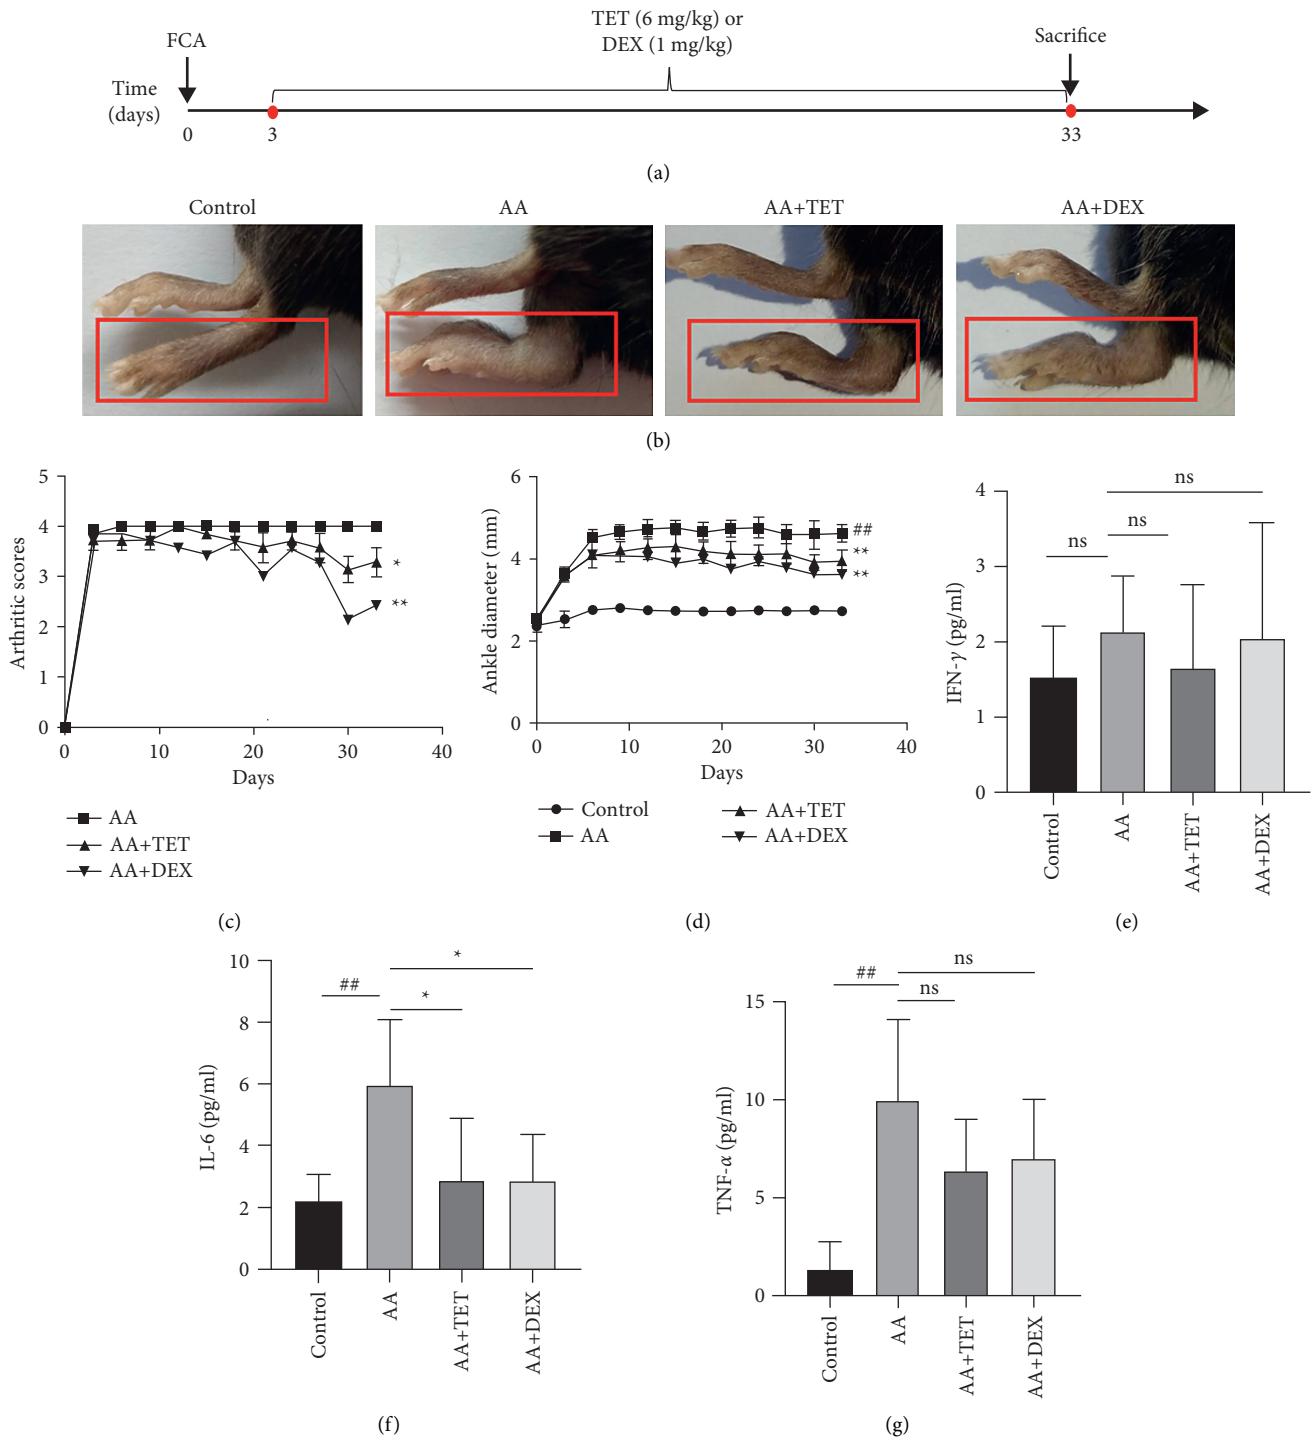 TET (6 mg/kg) or
DEX (1 mg/kg)
FCA
Sacrifice
Time
(days)
0
3
33
(a)
Control
AA
AA+TET
AA+DEX
(b)
Arthritic scores
5
4
3
2
1
0
*
**
0
10
20
30
40
Days
AA
AA+TET
AA+DEX
(c)
Ankle diameter (mm)
6
4
2
0
##
**
**
0
10
20
30
40
Days
Control
AA
AA+TET
AA+DEX
(d)
IFN-γ (pg/ml)
4
3
2
1
0
ns
ns
ns
Control
AA
AA+TET
AA+DEX
(e)
IL-6 (pg/ml)
10
8
6
4
2
0
##
*
*
Control
AA
AA+TET
AA+DEX
(f)
TNF-α (pg/ml)
15
10
5
0
##
ns
ns
Control
AA
AA+TET
AA+DEX
(g)